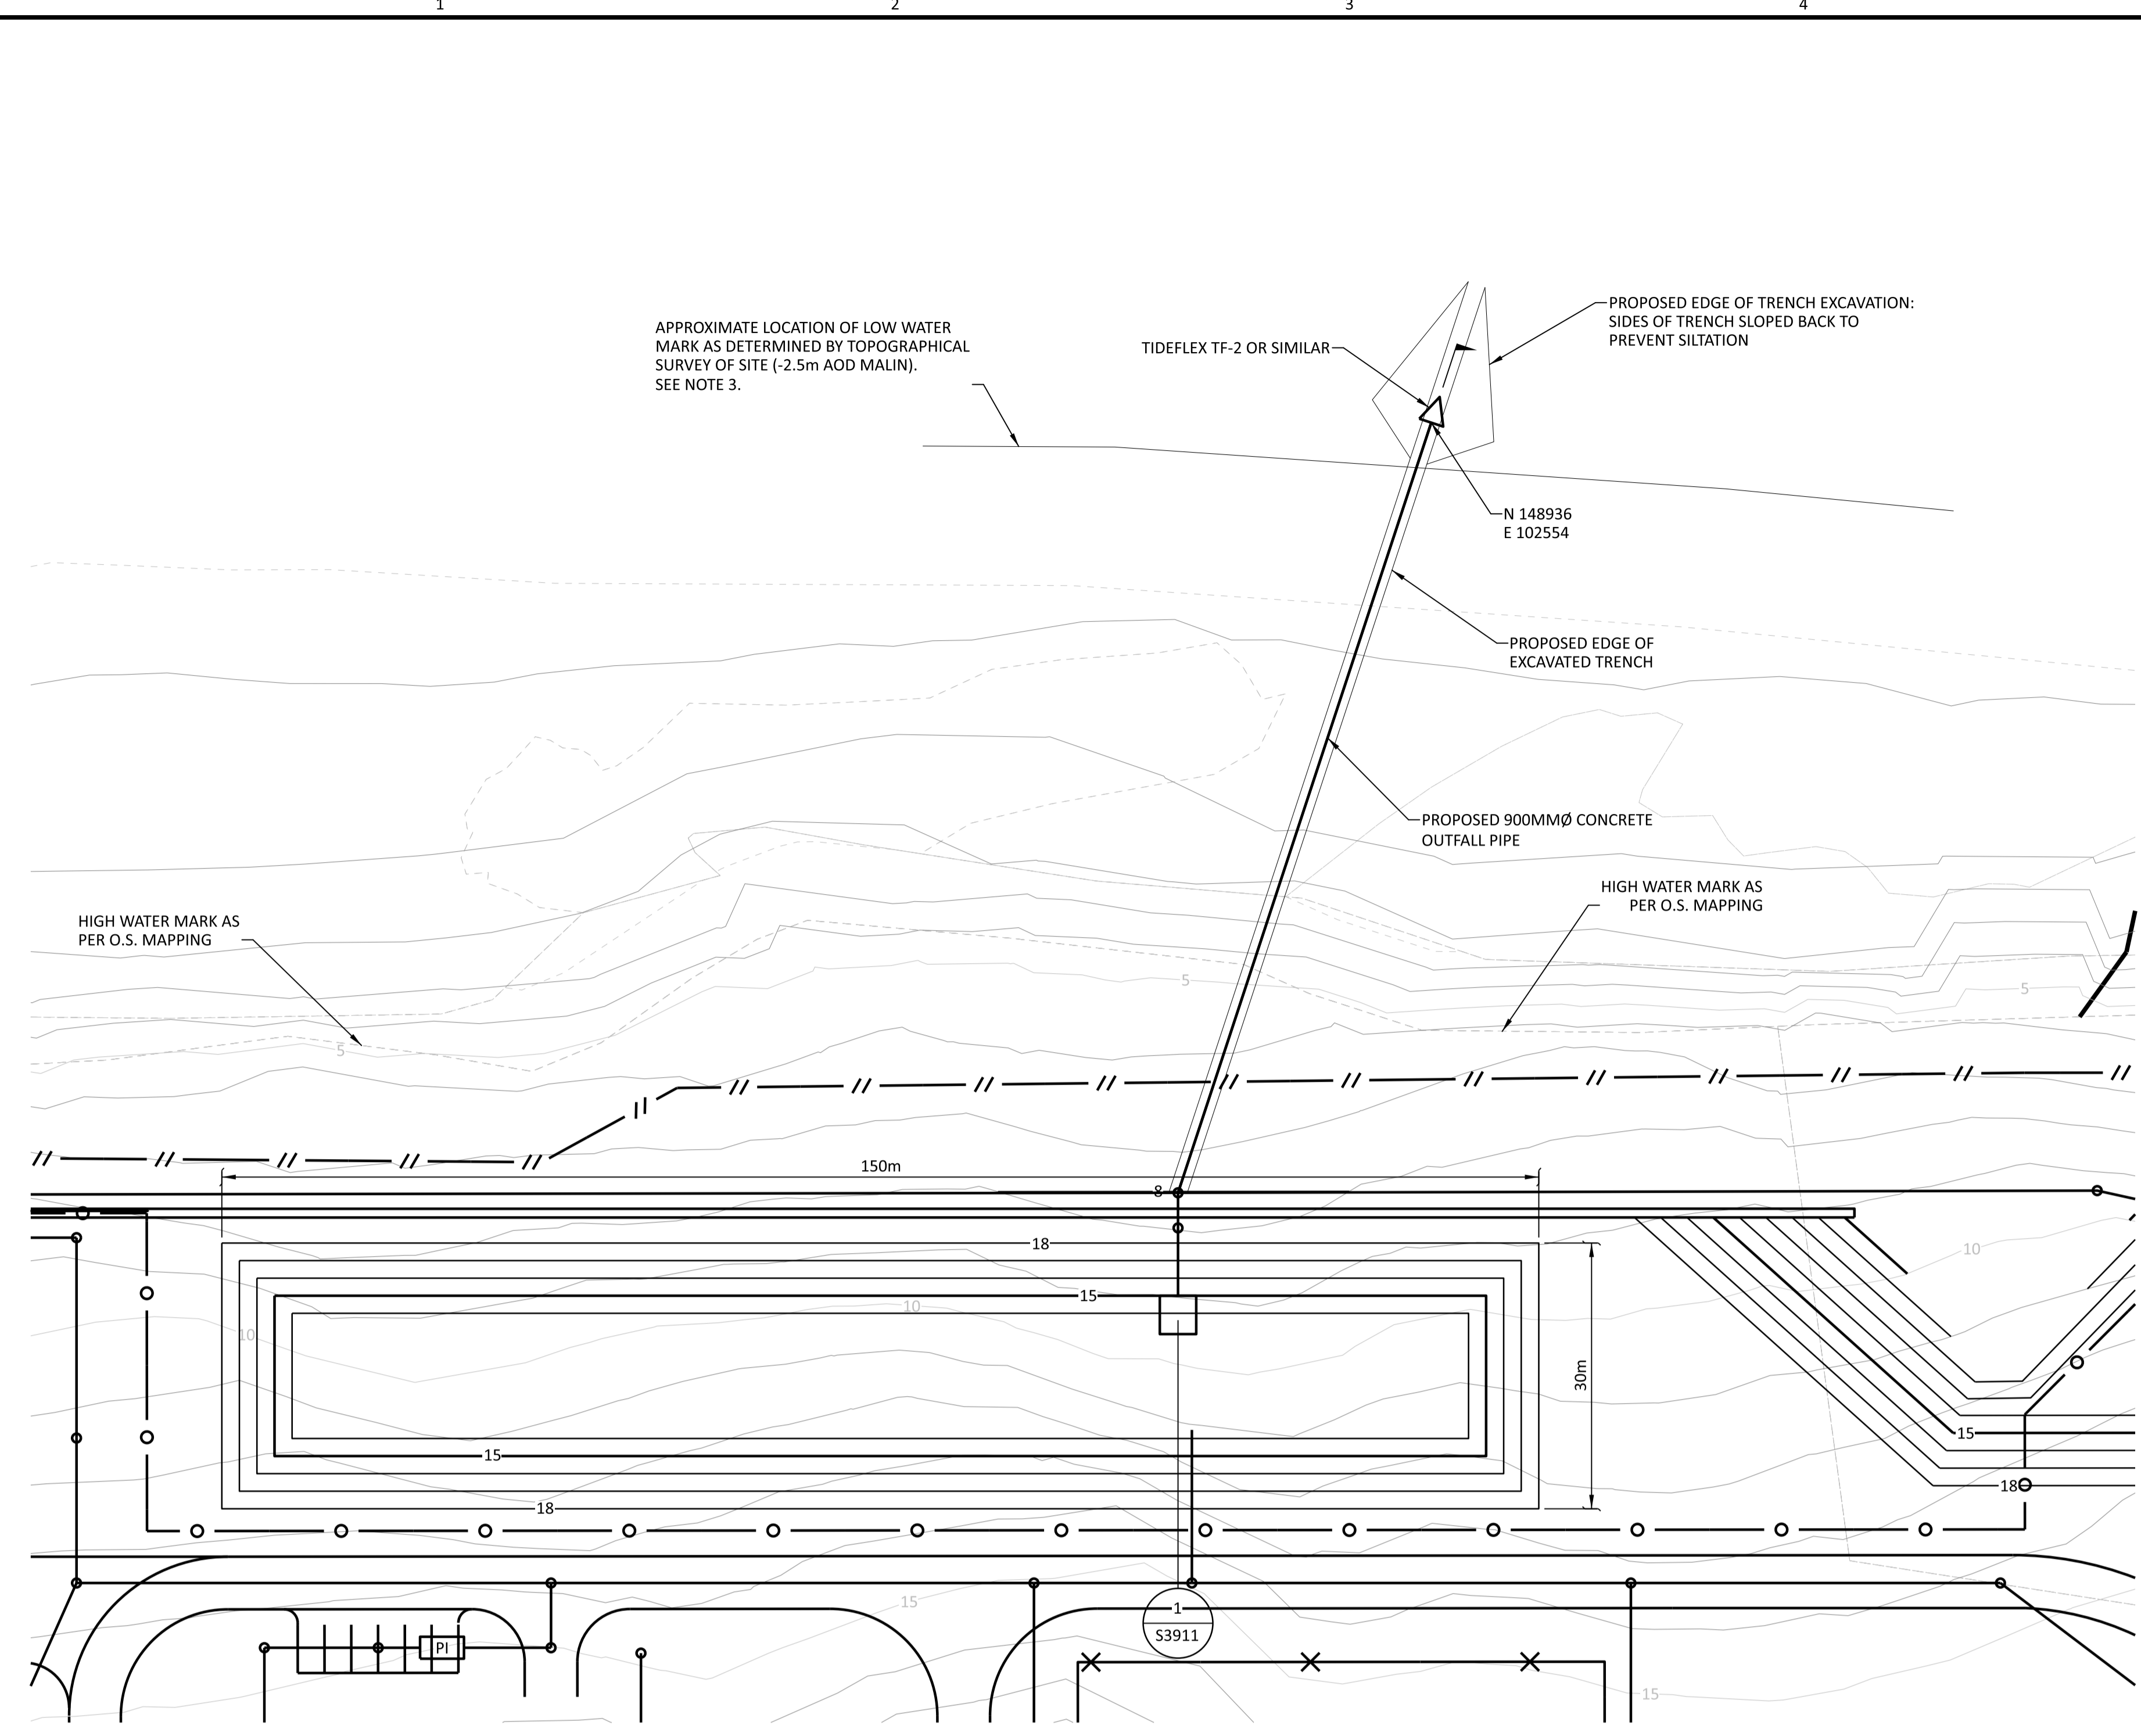 1
2
3
4
PROPOSED EDGE OF TRENCH EXCAVATION:
SIDES OF TRENCH SLOPED BACK TO
PREVENT SILTATION
APPROXIMATE LOCATION OF LOW WATER
MARK AS DETERMINED BY TOPOGRAPHICAL
SURVEY OF SITE (-2.5m AOD MALIN).
SEE NOTE 3.
TIDEFLEX TF-2 OR SIMILAR
N 148936
E 102554
PROPOSED EDGE OF
EXCAVATED TRENCH
PROPOSED 900MMØ CONCRETE
OUTFALL PIPE
HIGH WATER MARK AS
PER O.S. MAPPING
HIGH WATER MARK AS
PER O.S. MAPPING
5
5
5
150m
8
18
10
15
10
10
30m
15
15
18
18
15
1
S3911
PI
15